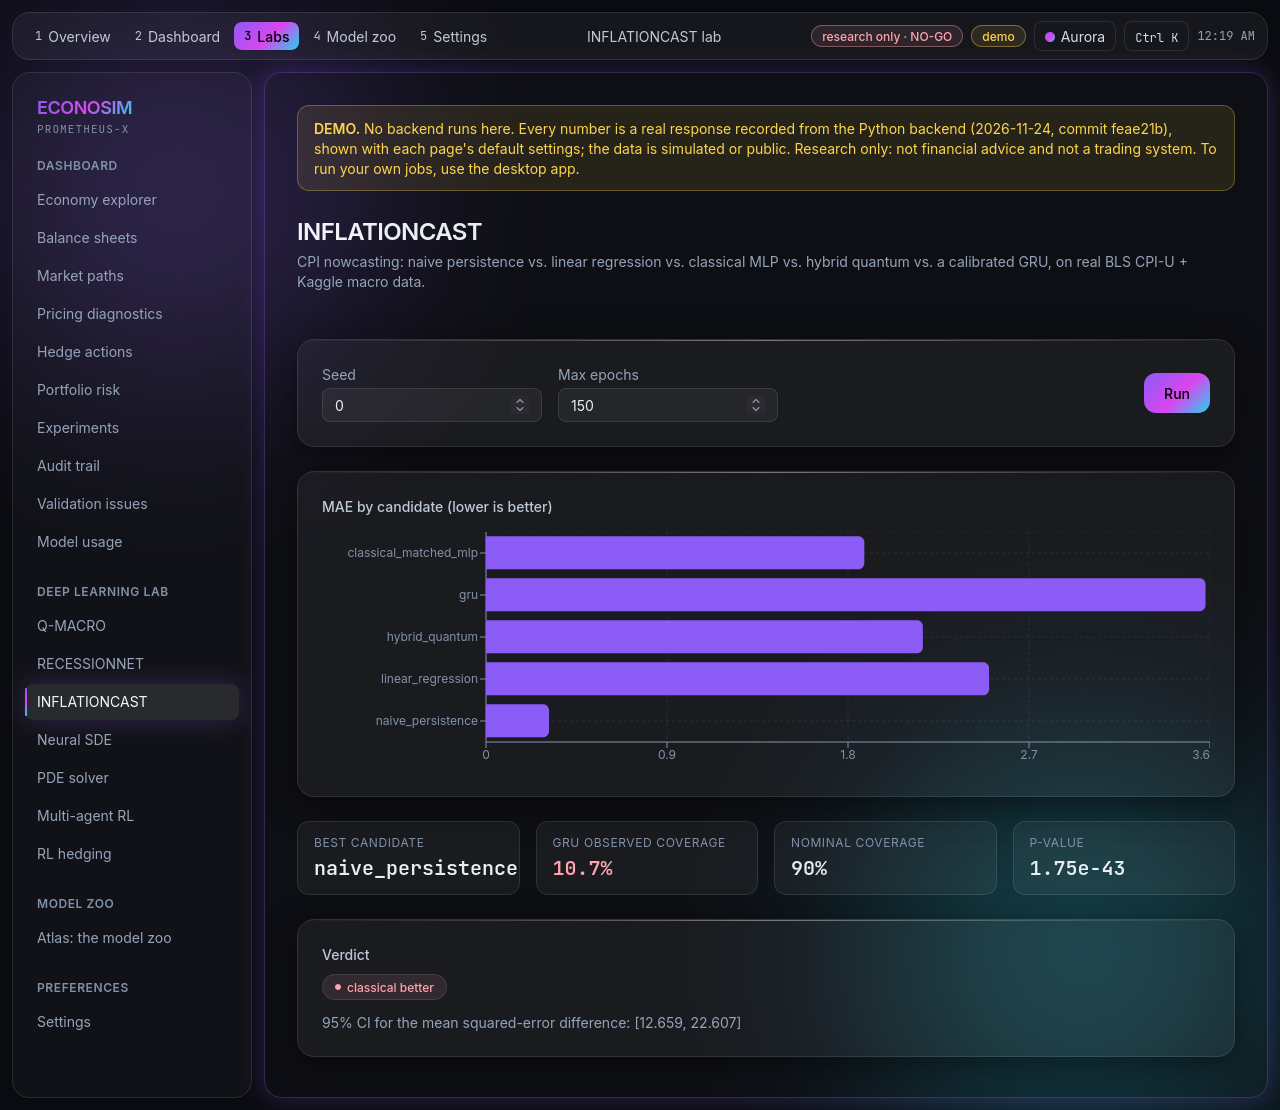 1 Overview
2 Dashboard
3 Labs
4 Model zoo
5 Settings
INFLATIONCAST lab
research only · NO-GO
demo
Aurora
Ctrl K
12:19 AM
ECONOSIM
PROMETHEUS-X
DASHBOARD
Economy explorer
Balance sheets
Market paths
Pricing diagnostics
Hedge actions
Portfolio risk
Experiments
Audit trail
Validation issues
Model usage
DEEP LEARNING LAB
Q-MACRO
RECESSIONNET
INFLATIONCAST
Neural SDE
PDE solver
Multi-agent RL
RL hedging
MODEL ZOO
Atlas: the model zoo
PREFERENCES
Settings
DEMO. No backend runs here. Every number is a real response recorded from the Python backend (2026-11-24, commit feae21b),
shown with each page's default settings; the data is simulated or public. Research only: not financial advice and not a trading system. To
run your own jobs, use the desktop app.
INFLATIONCAST
CPI nowcasting: naive persistence vs. linear regression vs. classical MLP vs. hybrid quantum vs. a calibrated GRU, on real BLS CPI-U +
Kaggle macro data.
Seed
0
Max epochs
150
Run
MAE by candidate (lower is better)
classical_matched_mlp
gru
hybrid_quantum
linear_regression
naive_persistence
0 0.9 1.8 2.7 3.6
BEST CANDIDATE
naive_persistence
GRU OBSERVED COVERAGE
10.7%
NOMINAL COVERAGE
90%
P-VALUE
1.75e-43
Verdict
classical better
95% CI for the mean squared-error difference: [12.659, 22.607]